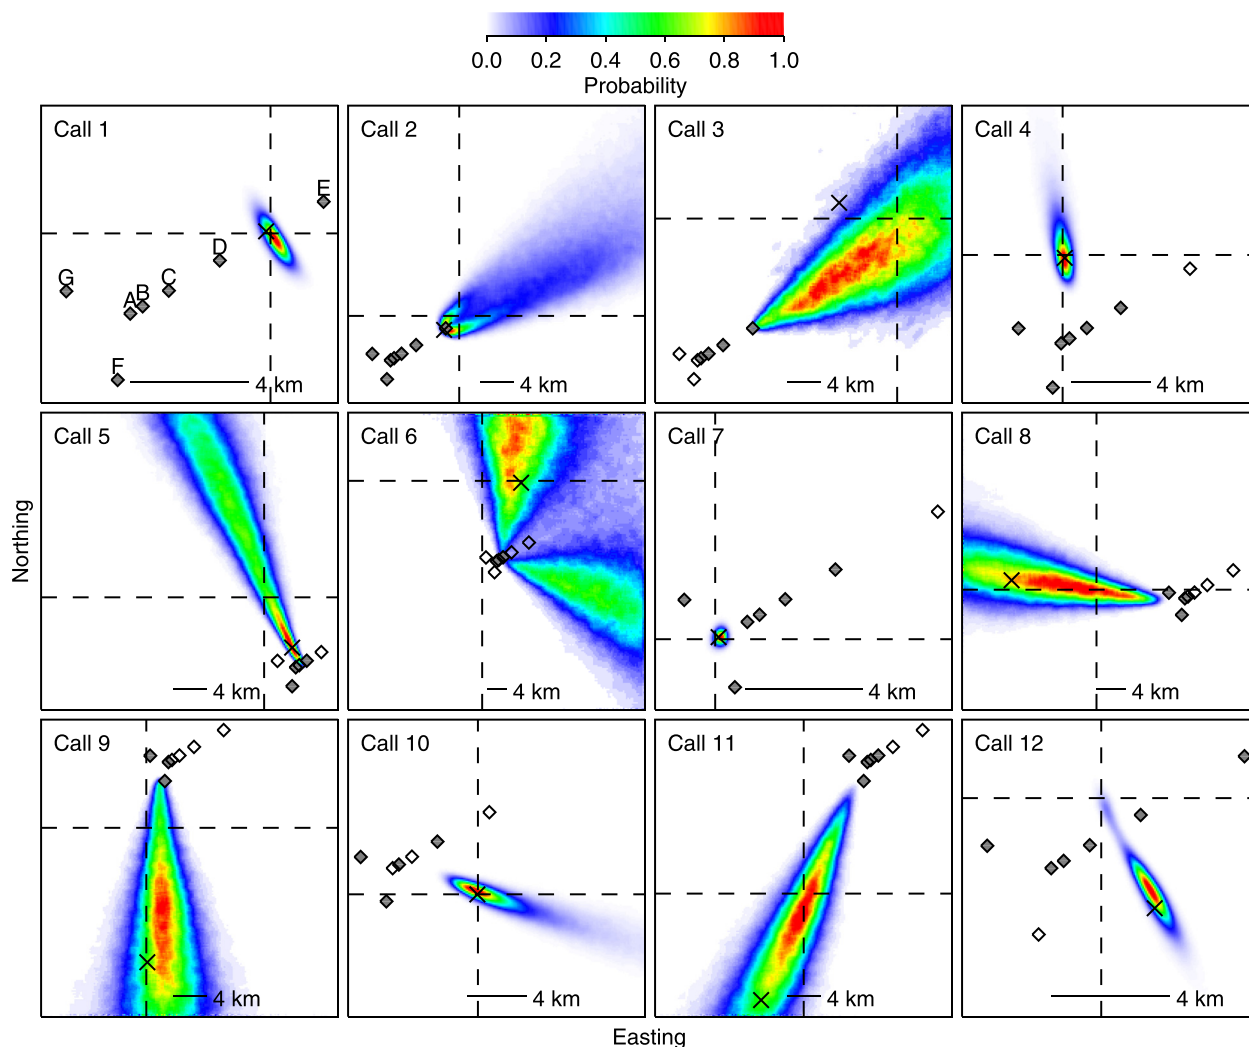 0.0 0.2 0.4 0.6 0.8 1.0
Probability
Call 1
E
D
G
C
A B
F
4 km
Call 2
4 km
Call 3
4 km
Call 4
4 km
Call 5
4 km
Call 6
4 km
Call 7
4 km
Call 8
4 km
Call 9
4 km
Call 10
4 km
Call 11
4 km
Call 12
4 km
Northing
Easting